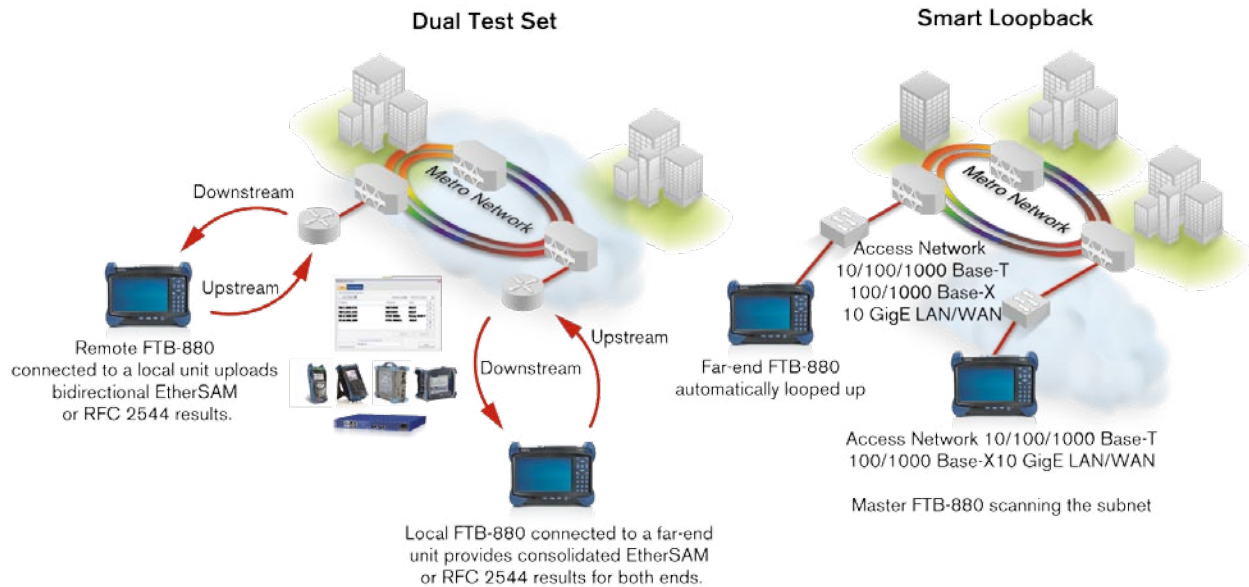 Dual Test Set
Metro Network
Downstream
Upstream
Remote FTB-880
connected to a local unit uploads
bidirectional EtherSAM
or RFC 2544 results.
Upstream
Downstream
Local FTB-880 connected to a far-end
unit provides consolidated EtherSAM
or RFC 2544 results for both ends.
Smart Loopback
Metro Network
Access Network
10/100/1000 Base-T
100/1000 Base-X
10 GigE LAN/WAN
Far-end FTB-880
automatically looped up
Access Network 10/100/1000 Base-T
100/1000 Base-X10 GigE LAN/WAN
Master FTB-880 scanning the subnet